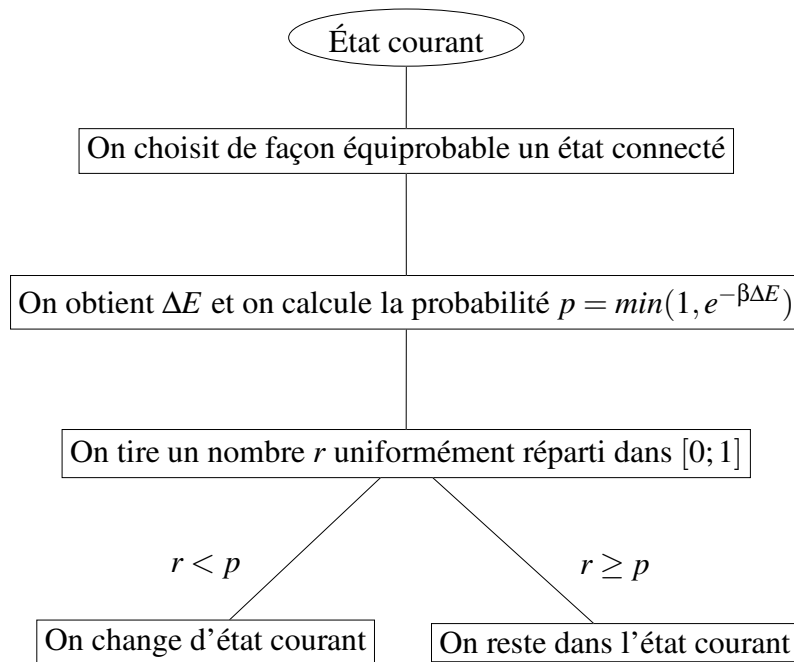 État courant
On choisit de façon équiprobable un état connecté
On obtient ΔE et on calcule la probabilité p = min(1, e^{−βΔE})
On tire un nombre r uniformément réparti dans [0; 1]
r < p
r ≥ p
On change d'état courant
On reste dans l'état courant